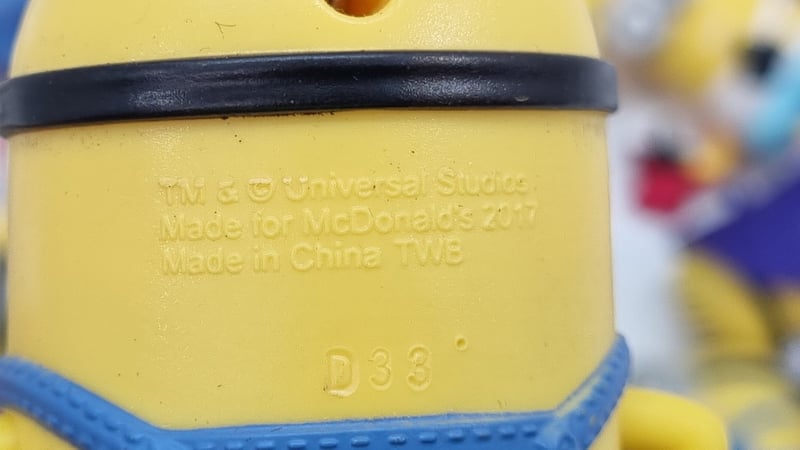 TM & © Universal Studios
Made for McDonald's 2017
Made in China TWB
D33